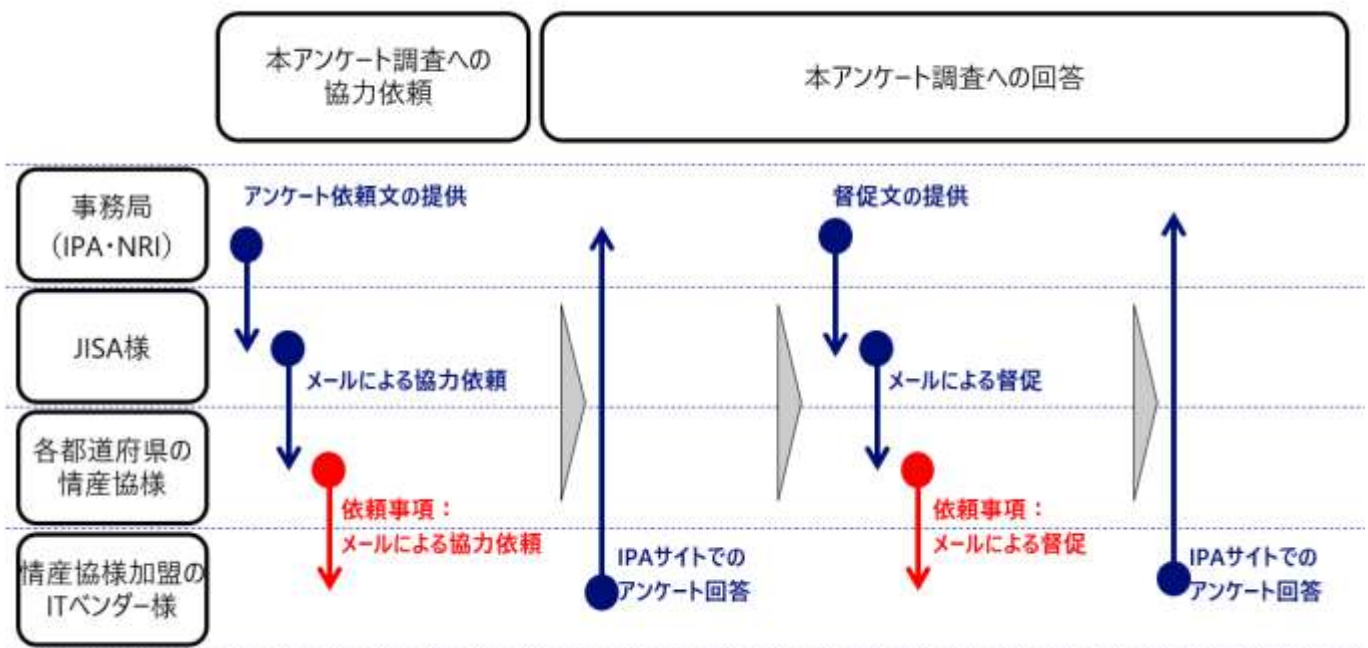 本アンケート調査への
協力依頼
本アンケート調査への回答
事務局
（IPA・NRI）
アンケート依頼文の提供
督促文の提供
JISA様
メールによる協力依頼
メールによる督促
各都道府県の
情産協様
依頼事項：
メールによる協力依頼
依頼事項：
メールによる督促
情産協様加盟の
ITベンダー様
IPAサイトでの
アンケート回答
IPAサイトでの
アンケート回答